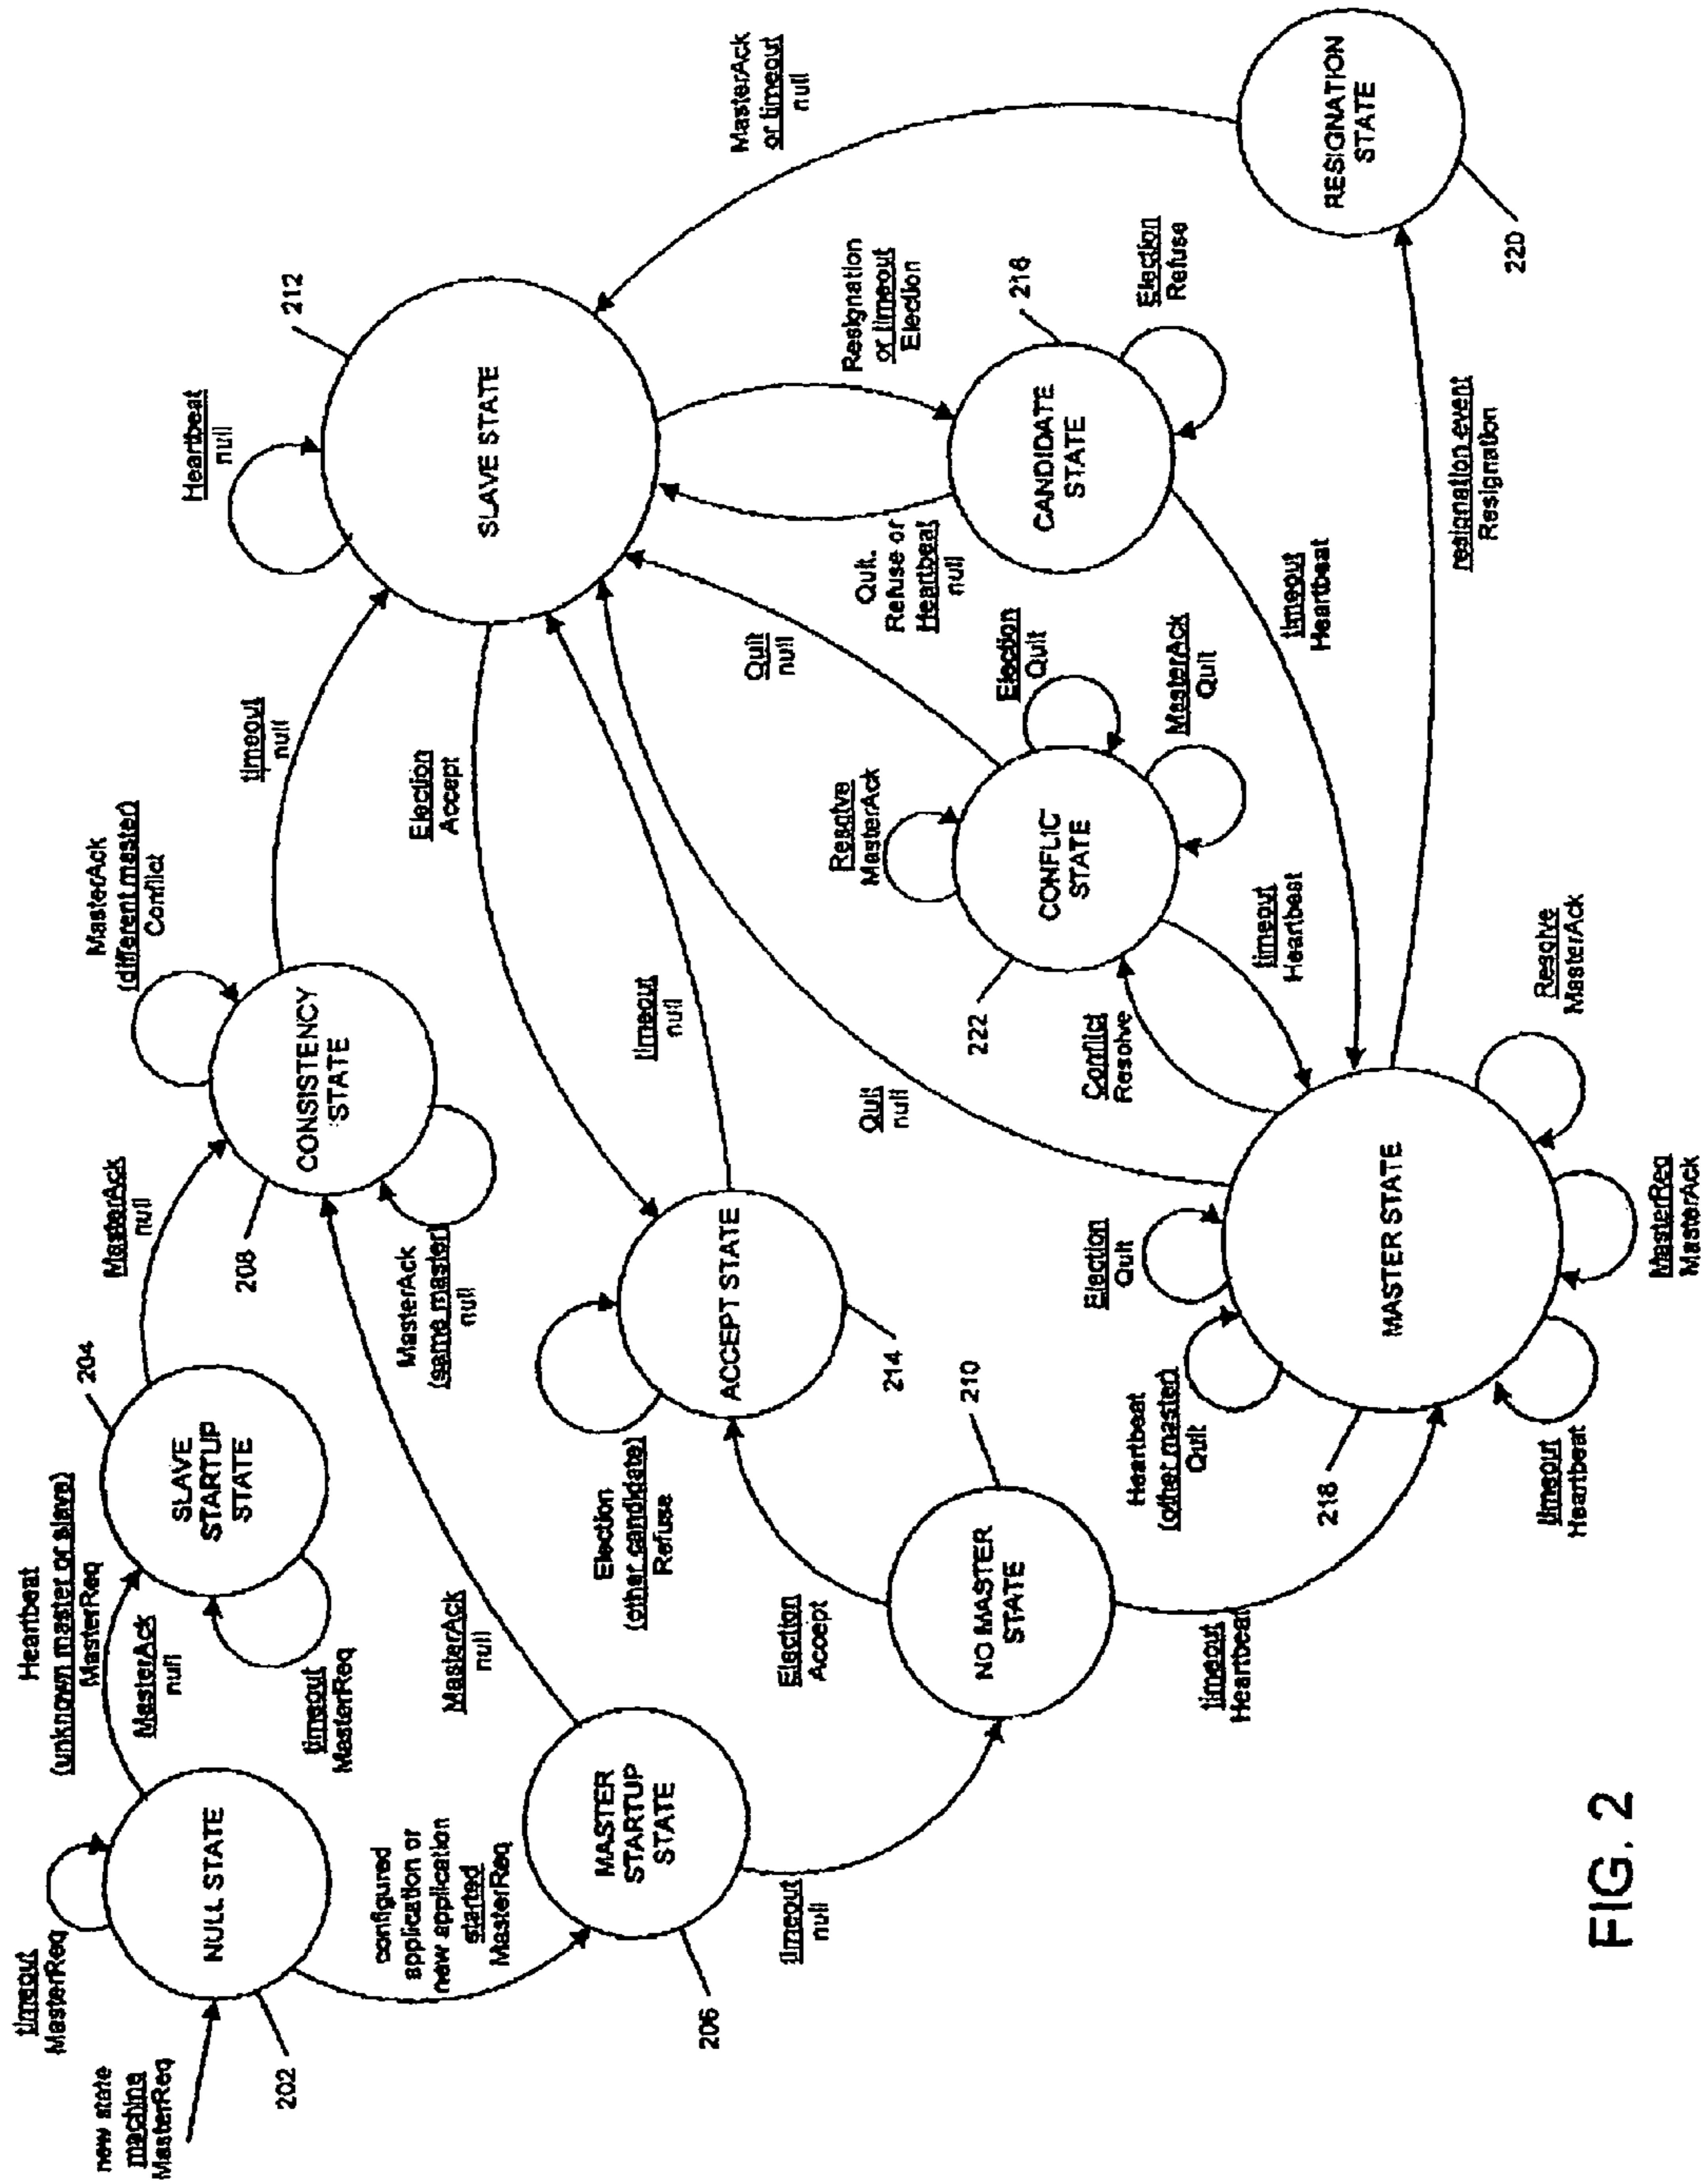 new state
machine
MasterReq
timeout
MasterReq
NULL STATE
202
Heartbeat
(unknown master or slave)
MasterReq
MasterAck
null
configured
application or
new application
started
MasterReq
SLAVE
STARTUP
STATE
204
timeout
MasterReq
MASTER
STARTUP
STATE
206
MasterAck
null
MasterAck
null
timeout
null
CONSISTENCY
STATE
208
MasterAck
(different master)
Conflict
MasterAck
(same master)
null
timeout
null
NO MASTER
STATE
210
Election
Accept
timeout
Heartbeat
ACCEPT STATE
214
Election
(other candidate)
Refuse
Election
Accept
timeout
null
SLAVE STATE
212
Heartbeat
null
Quit
null
Quit
null
Quit.
Refuse or
Heartbeat
null
Resignation
or timeout
Election
CANDIDATE
STATE
216
Election
Refuse
timeout
Heartbeat
CONFLICT
STATE
222
Resolve
MasterAck
Election
Quit
MasterAck
Quit
Conflict
Resolve
timeout
Heartbeat
MASTER STATE
218
Election
Quit
Heartbeat
(other master)
Quit
timeout
Heartbeat
MasterReq
MasterAck
Resolve
MasterAck
resignation event
Resignation
RESIGNATION
STATE
220
MasterAck
or timeout
null
FIG. 2